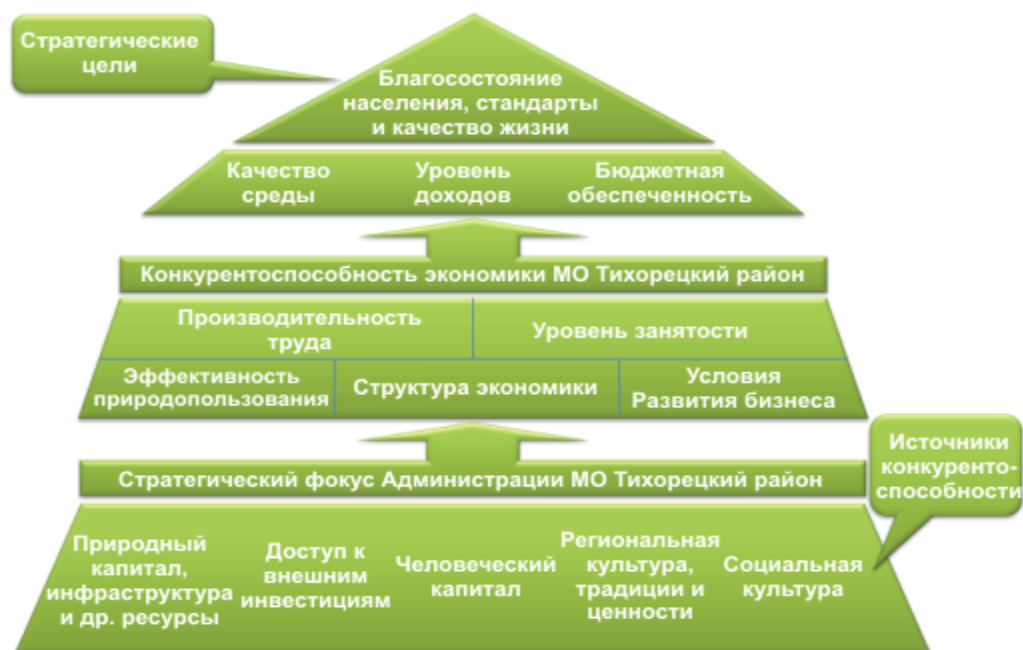 Стратегические
цели
Благосостояние
населения, стандарты
и качество жизни
Качество
среды
Уровень
доходов
Бюджетная
обеспеченность
Конкурентоспособность экономики МО Тихорецкий район
Производительность
труда
Уровень занятости
Эффективность
природопользования
Структура экономики
Условия
Развития бизнеса
Источники
конкуренто-
способности
Стратегический фокус Администрации МО Тихорецкий район
Природный
капитал,
инфраструктура
и др. ресурсы
Доступ к
внешним
инвестициям
Человеческий
капитал
Региональная
культура,
традиции и
ценности
Социальная
культура